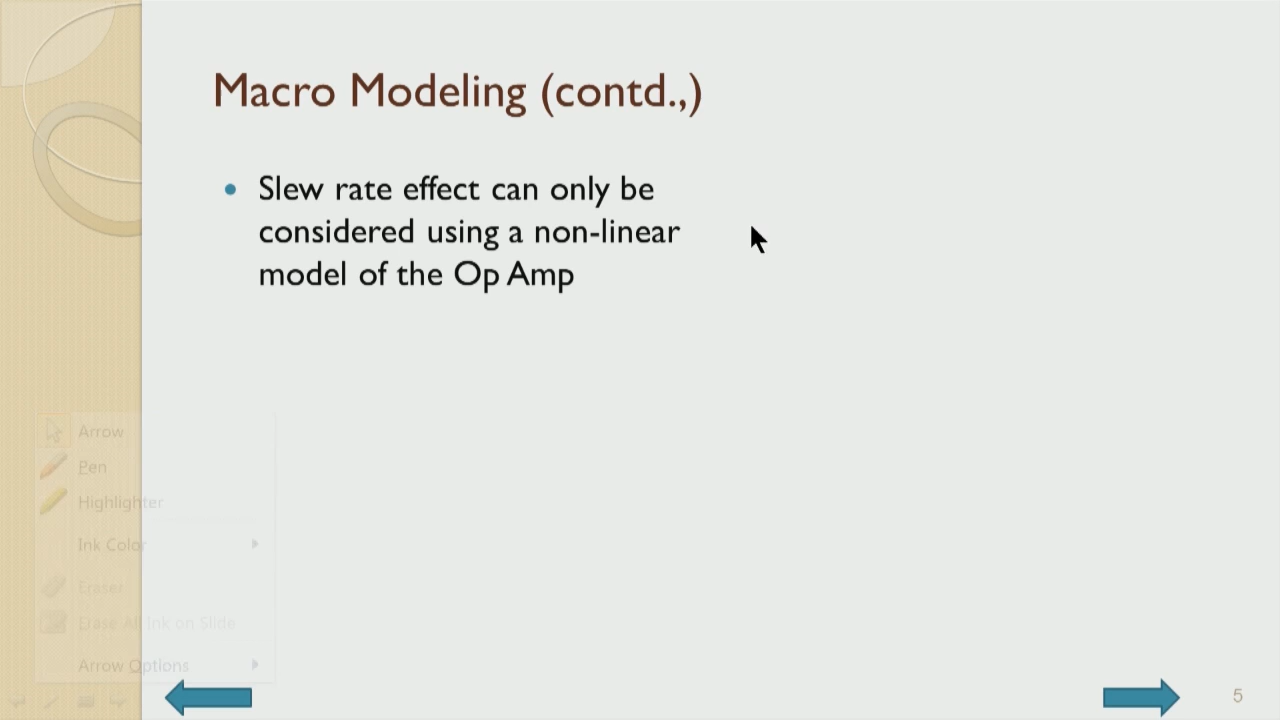 Macro Modeling (contd.,)
• Slew rate effect can only be
considered using a non-linear
model of the Op Amp
Arrow
Pen
Highlighter
Ink Color
Eraser
Erase All Ink on Slide
Arrow Options
5